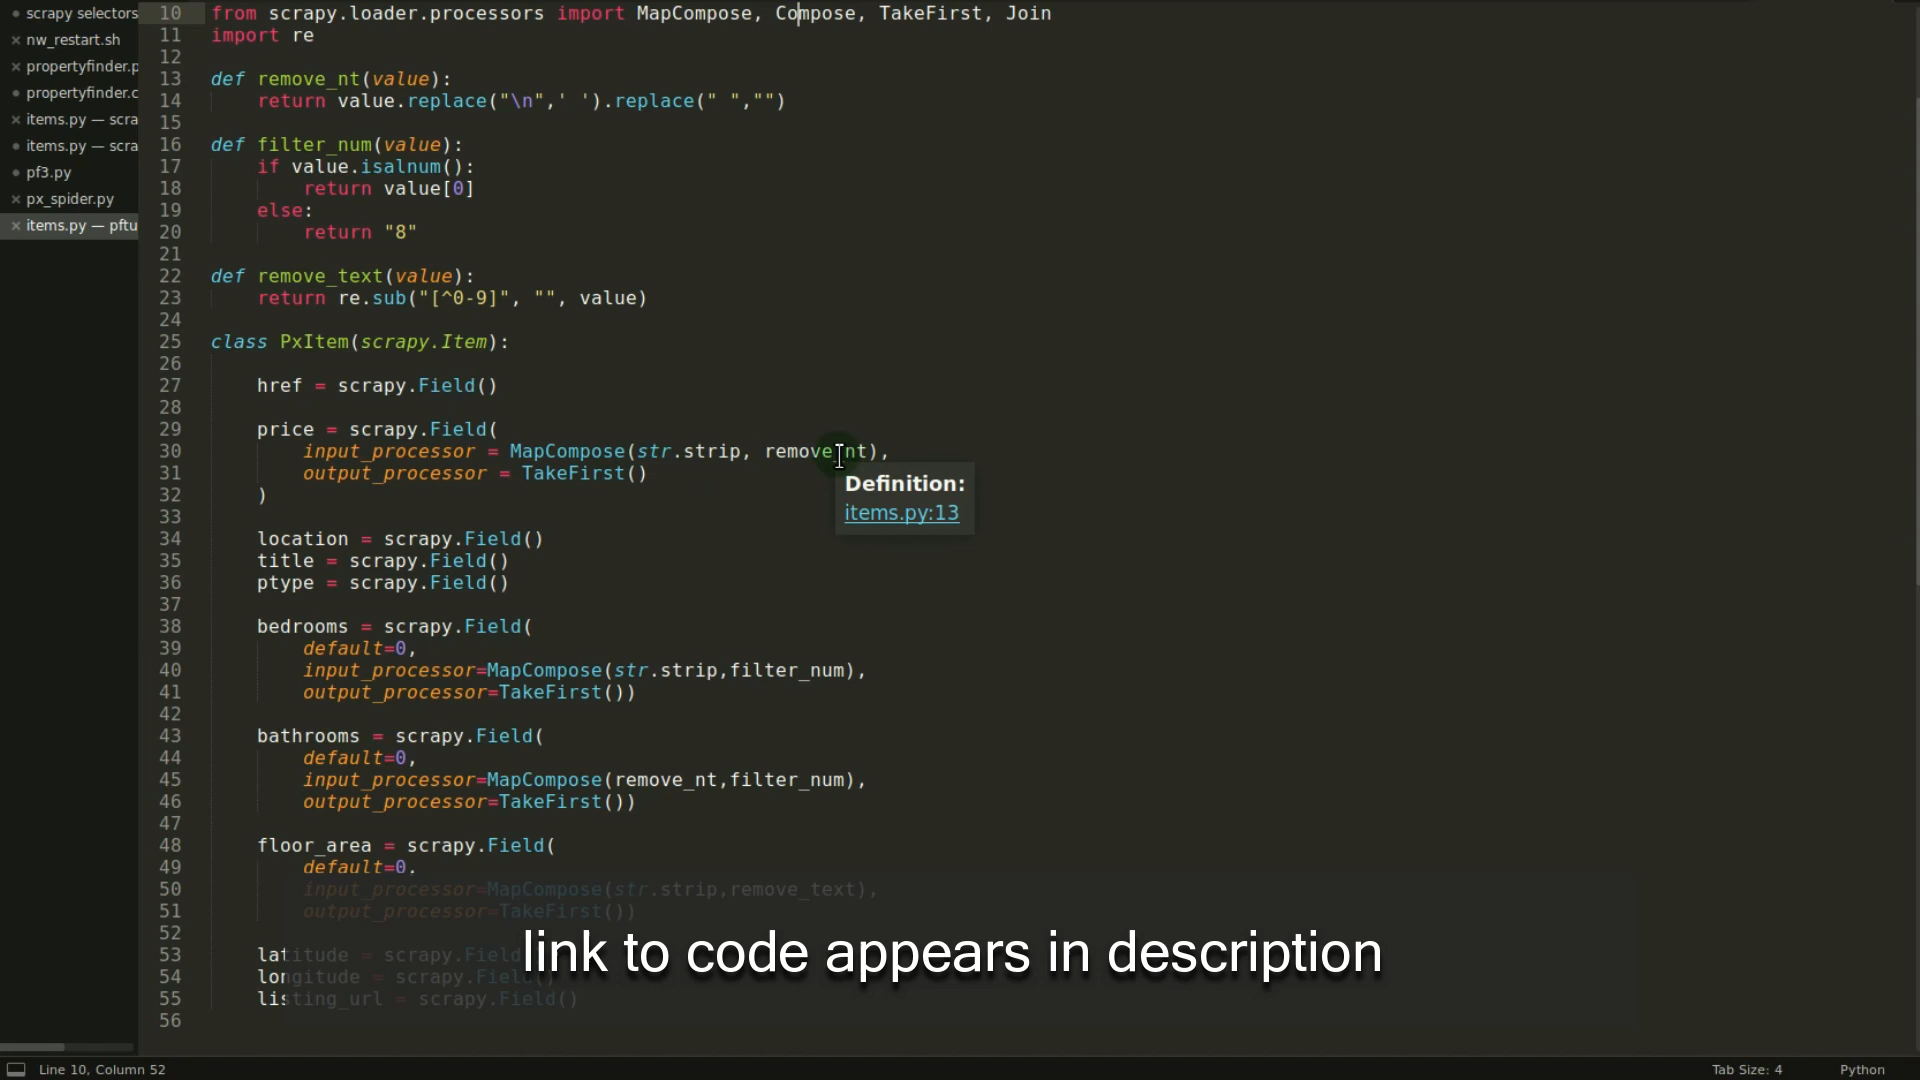 scrapy selectors
nw_restart.sh
propertyfinder.p
propertyfinder.c
items.py — scra
items.py — scra
pf3.py
px_spider.py
items.py — pftu
10 from scrapy.loader.processors import MapCompose, Compose, TakeFirst, Join
11 import re
12
13 def remove_nt(value):
14 return value.replace("\n",' ').replace(" ","")
15
16 def filter_num(value):
17 if value.isalnum():
18 return value[0]
19 else:
20 return "8"
21
22 def remove_text(value):
23 return re.sub("[^0-9]", "", value)
24
25 class PxItem(scrapy.Item):
26
27 href = scrapy.Field()
28
29 price = scrapy.Field(
30 input_processor = MapCompose(str.strip, remove_nt),
31 output_processor = TakeFirst()
Definition:
items.py:13
32 )
33
34 location = scrapy.Field()
35 title = scrapy.Field()
36 ptype = scrapy.Field()
37
38 bedrooms = scrapy.Field(
39 default=0,
40 input_processor=MapCompose(str.strip,filter_num),
41 output_processor=TakeFirst())
42
43 bathrooms = scrapy.Field(
44 default=0,
45 input_processor=MapCompose(remove_nt,filter_num),
46 output_processor=TakeFirst())
47
48 floor_area = scrapy.Field(
49 default=0,
50 input_processor=MapCompose(str.strip,remove_text),
51 output_processor=TakeFirst())
52
53 latitude = scrapy.Field()
54 longitude = scrapy.Field()
55 listing_url = scrapy.Field()
56
link to code appears in description
Line 10, Column 52
Tab Size: 4
Python